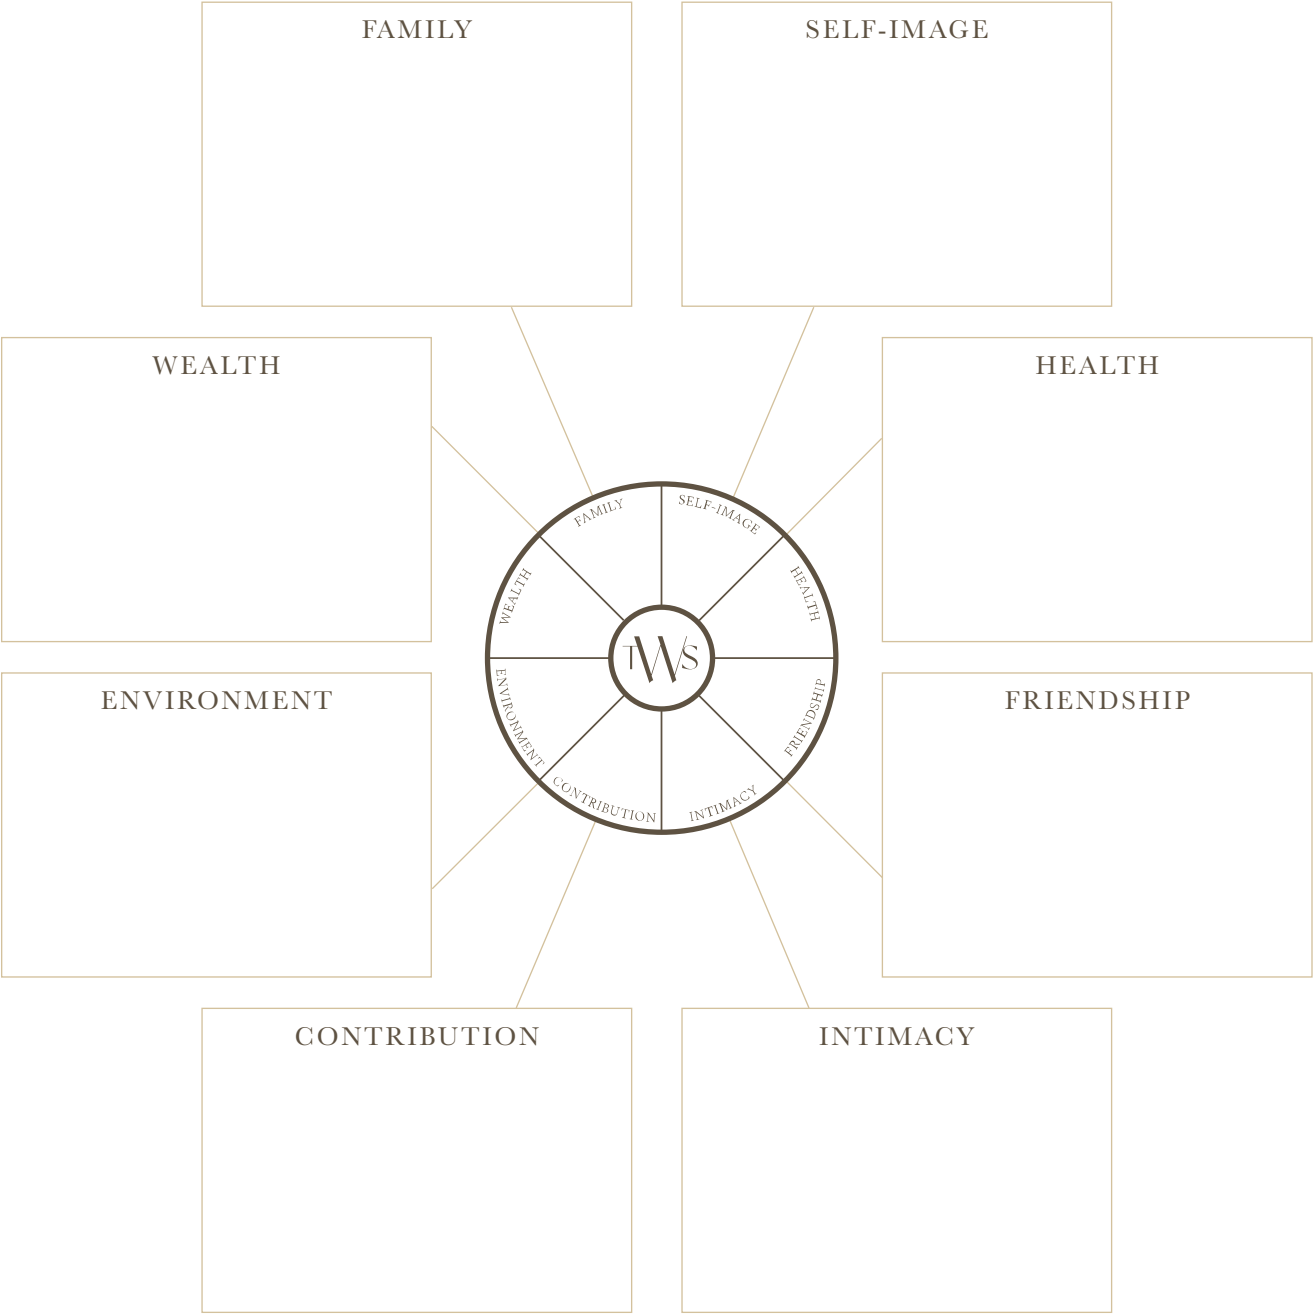 FAMILY
SELF-IMAGE
WEALTH
HEALTH
FAMILY
SELF-IMAGE
WEALTH
HEALTH
TWS
ENVIRONMENT
FRIENDSHIP
CONTRIBUTION
INTIMACY
ENVIRONMENT
FRIENDSHIP
CONTRIBUTION
INTIMACY